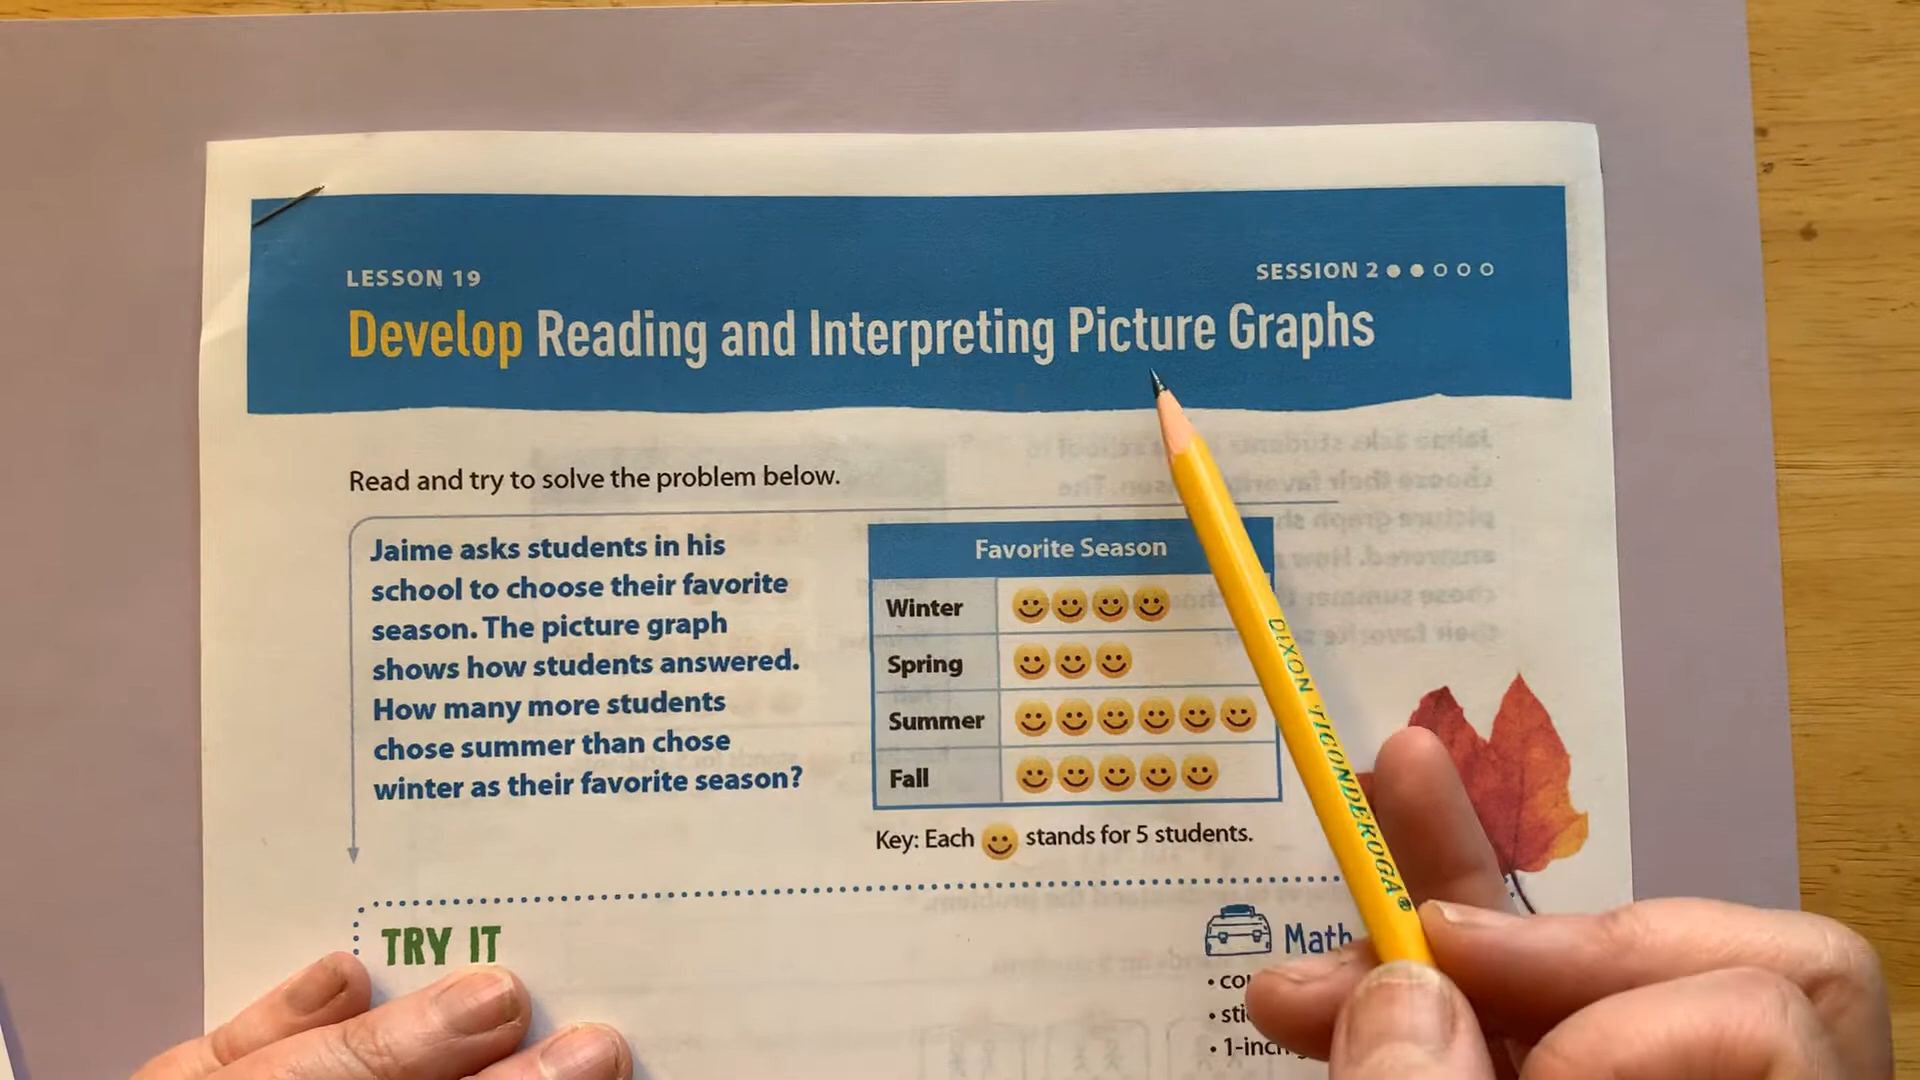 LESSON 19
SESSION 2
Develop Reading and Interpreting Picture Graphs
Read and try to solve the problem below.
Jaime asks students in his
school to choose their favorite
season. The picture graph
shows how students answered.
How many more students
chose summer than chose
winter as their favorite season?
Favorite Season
Winter
Spring
Summer
Fall
Key: Each stands for 5 students.
TRY IT
Math
DIXON TICONDEROGA®